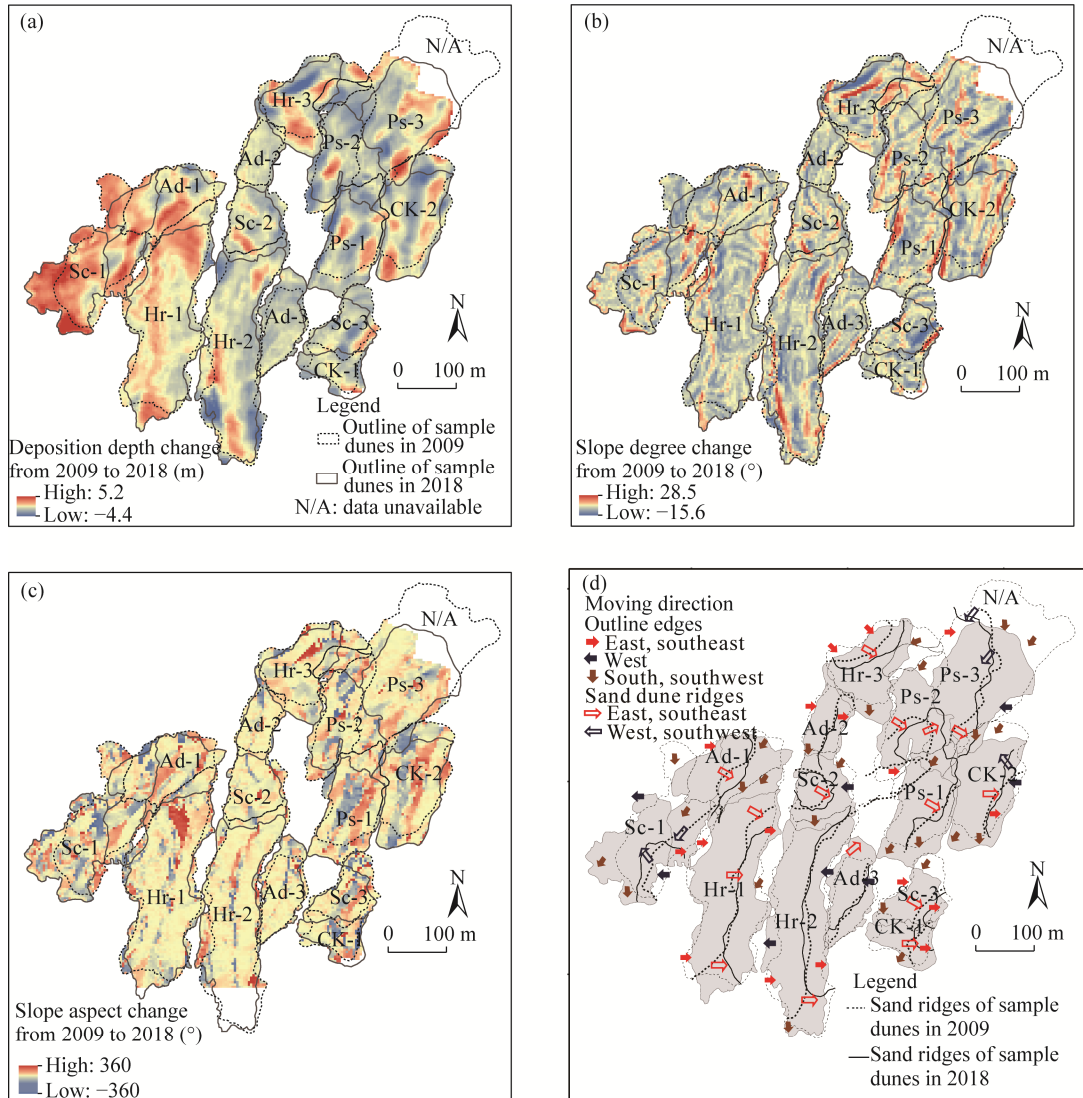 (a)
N/A
Hr-3
Ps-3
Ps-2
Ad-2
Ad-1
CK-2
Sc-2
Ps-1
Sc-1
Hr-1
Ad-3
Sc-3
Hr-2
CK-1
N
0 100 m
Legend
Outline of sample
dunes in 2009
Outline of sample
dunes in 2018
N/A: data unavailable
Deposition depth change
from 2009 to 2018 (m)
High: 5.2
Low: −4.4
(b)
N/A
Hr-3
Ps-3
Ad-2
Ps-2
Ad-1
CK-2
Sc-2
Ps-1
Sc-1
Hr-1
Ad-3
Sc-3
Hr-2
CK-1
N
0 100 m
Slope degree change
from 2009 to 2018 (°)
High: 28.5
Low: −15.6
(c)
N/A
Hr-3
Ps-3
Ad-2
Ps-2
Ad-1
CK-2
Sc-2
Ps-1
Sc-1
Hr-1
Hr-2
Ad-3
Sc-3
CK-1
N
0 100 m
Slope aspect change
from 2009 to 2018 (°)
High: 360
Low: −360
(d)
Moving direction
Outline edges
East, southeast
West
South, southwest
Sand dune ridges
East, southeast
West, southwest
N/A
Hr-3
Ps-3
Ps-2
Ad-2
Ad-1
CK-2
Sc-2
Ps-1
Sc-1
Hr-1
Ad-3
Sc-3
Hr-2
CK-1
N
0 100 m
Legend
Sand ridges of sample
dunes in 2009
Sand ridges of sample
dunes in 2018